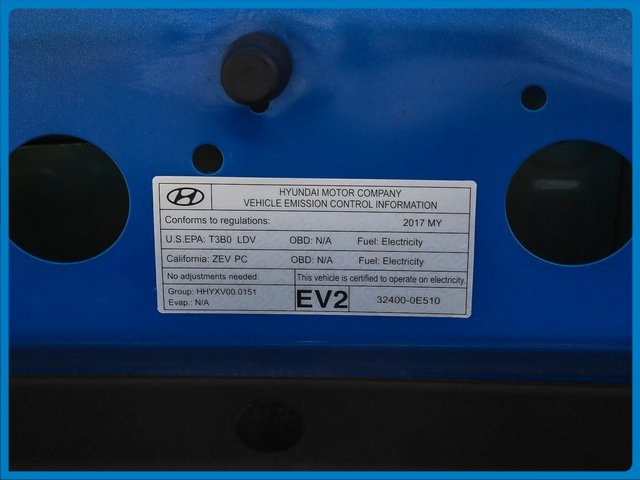 HYUNDAI MOTOR COMPANY
VEHICLE EMISSION CONTROL INFORMATION
Conforms to regulations: 2017 MY
U.S.EPA: T3B0 LDV OBD: N/A Fuel: Electricity
California: ZEV PC OBD: N/A Fuel: Electricity
No adjustments needed. This vehicle is certified to operate on electricity.
Group: HHYXV00.0151
Evap.: N/A
EV2 32400-0E510